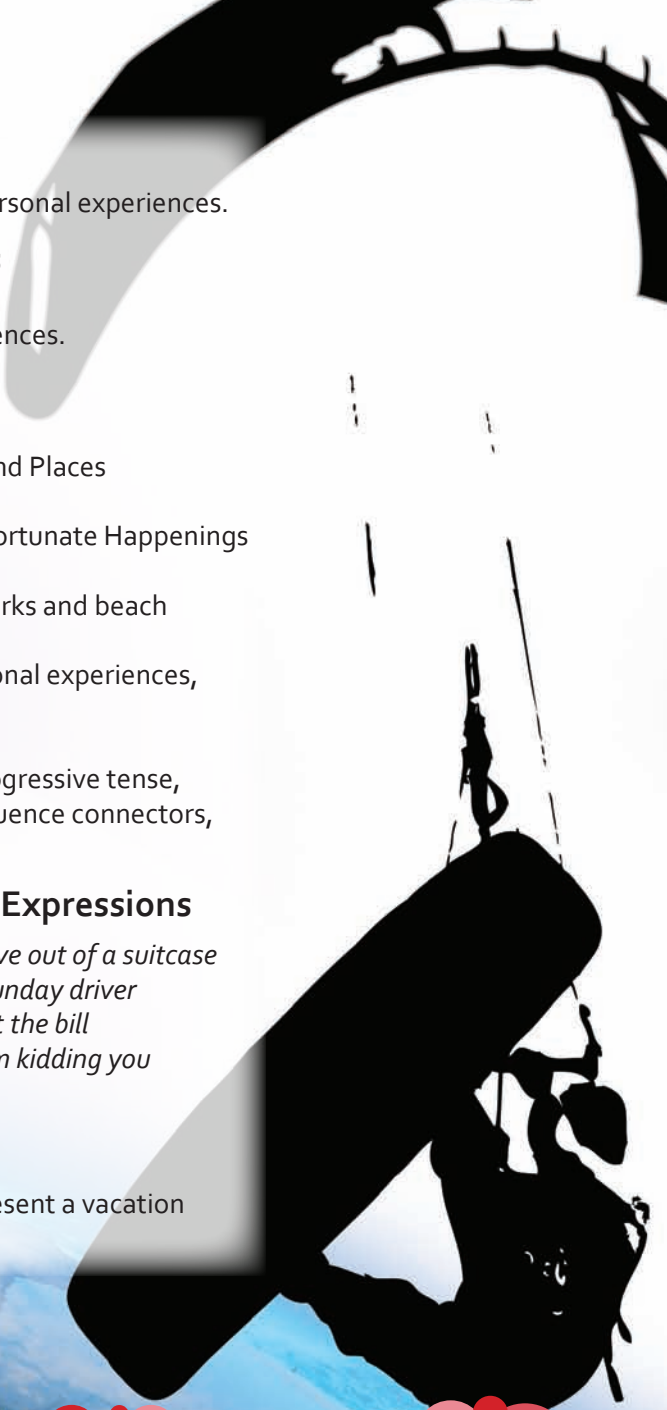 rsonal experiences.
ences.
nd Places
ortunate Happenings
rks and beach
onal experiences,
ogressive tense,
uence connectors,
Expressions
ve out of a suitcase
unday driver
t the bill
m kidding you
esent a vacation